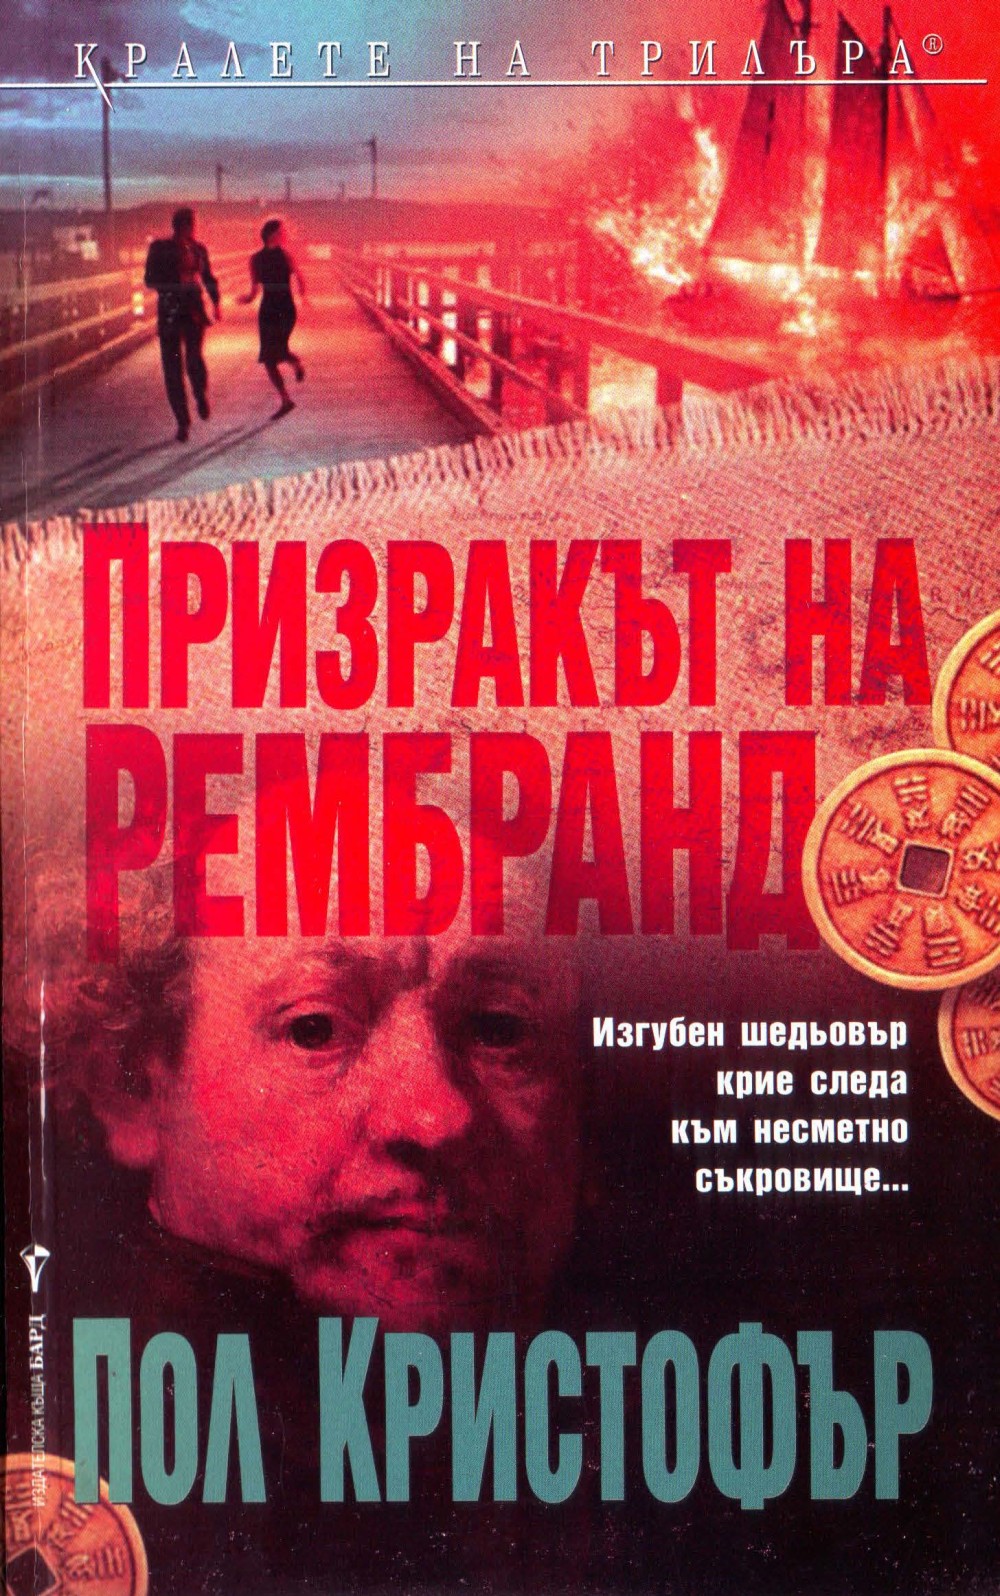 КРАЛЕТЕ НА ТРИЛЪРА®
ПРИЗРАКЪТ НА
РЕМБРАНД
Изгубен шедьовър
крие следа
към несметно
съкровище...
ПОЛ КРИСТОФЪР
ИЗДАТЕЛСКА КЪЩА БАРД